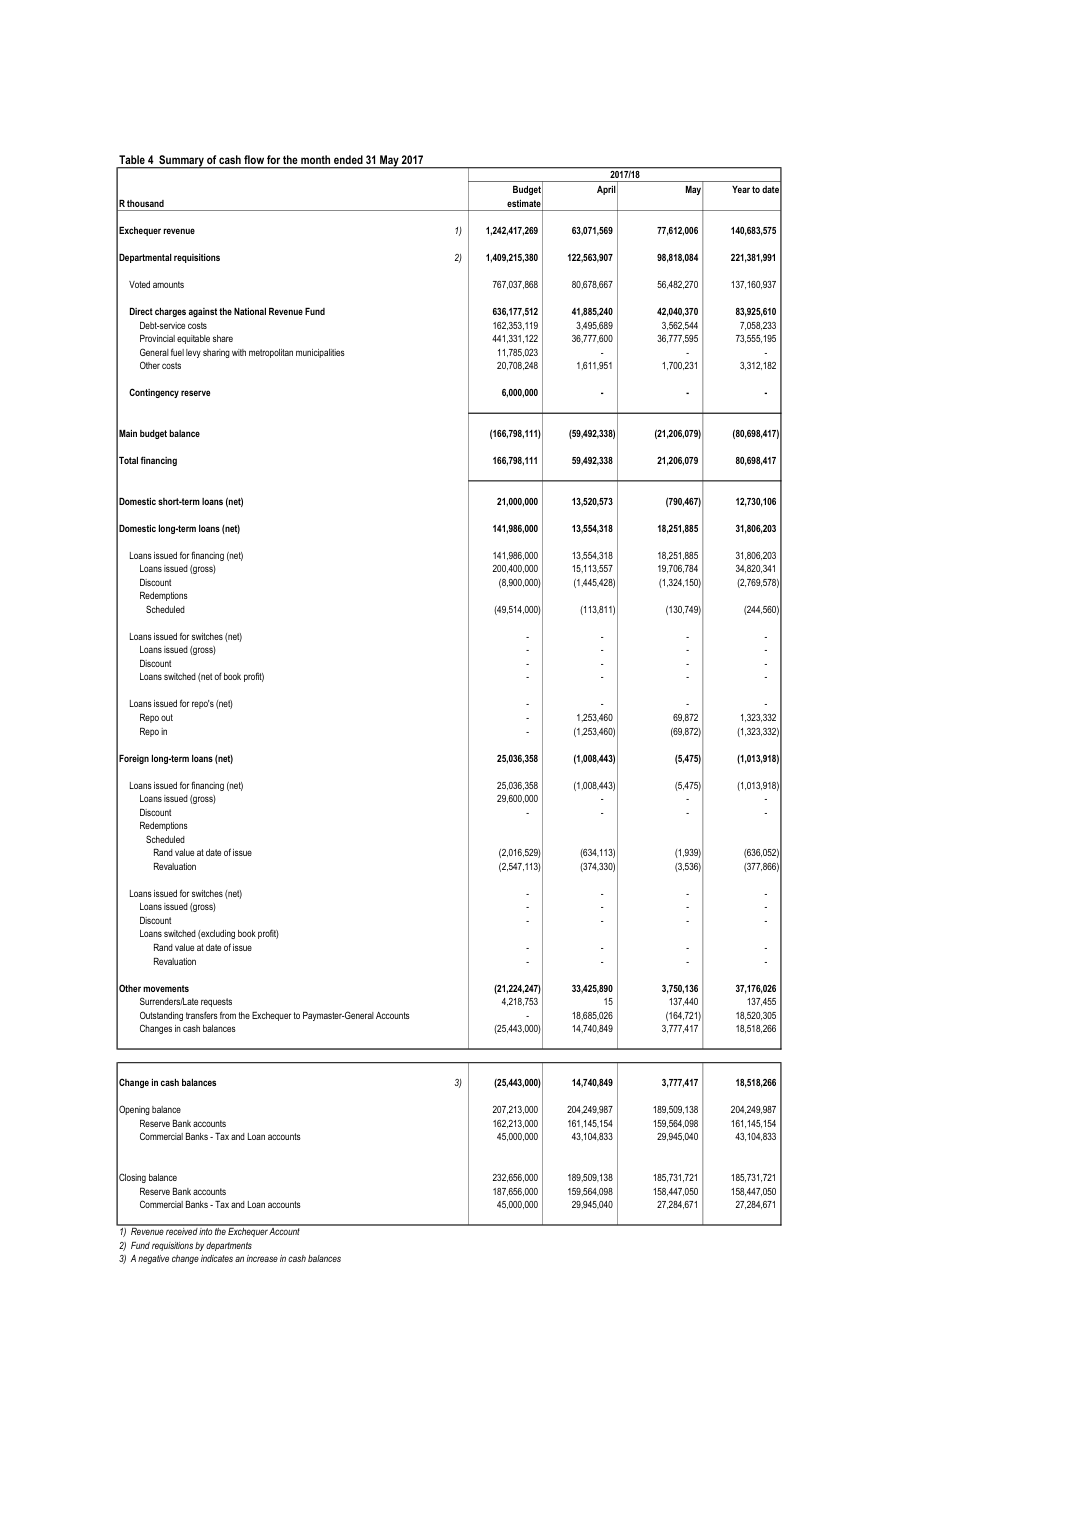 Table 4 Summary of cash flow for the month ended 31 May 2017
2017/18
Budget April May Year to date
R thousand estimate
Exchequer revenue 1) 1,242,417,269 63,071,569 77,612,006 140,683,575
Departmental requisitions 2) 1,409,215,380 122,563,907 98,818,084 221,381,991
Voted amounts 767,037,868 80,678,667 56,482,270 137,160,937
Direct charges against the National Revenue Fund 636,177,512 41,885,240 42,040,370 83,925,610
Debt-service costs 162,353,119 3,495,689 3,562,544 7,058,233
Provincial equitable share 441,331,122 36,777,600 36,777,595 73,555,195
General fuel levy sharing with metropolitan municipalities 11,785,023 - - -
Other costs 20,708,248 1,611,951 1,700,231 3,312,182
Contingency reserve 6,000,000 - - -
Main budget balance (166,798,111) (59,492,338) (21,206,079) (80,698,417)
Total financing 166,798,111 59,492,338 21,206,079 80,698,417
Domestic short-term loans (net) 21,000,000 13,520,573 (790,467) 12,730,106
Domestic long-term loans (net) 141,986,000 13,554,318 18,251,885 31,806,203
Loans issued for financing (net) 141,986,000 13,554,318 18,251,885 31,806,203
Loans issued (gross) 200,400,000 15,113,557 19,706,784 34,820,341
Discount (8,900,000) (1,445,428) (1,324,150) (2,769,578)
Redemptions
Scheduled (49,514,000) (113,811) (130,749) (244,560)
Loans issued for switches (net) - - - -
Loans issued (gross) - - - -
Discount - - - -
Loans switched (net of book profit) - - - -
Loans issued for repo's (net) - - - -
Repo out - 1,253,460 69,872 1,323,332
Repo in - (1,253,460) (69,872) (1,323,332)
Foreign long-term loans (net) 25,036,358 (1,008,443) (5,475) (1,013,918)
Loans issued for financing (net) 25,036,358 (1,008,443) (5,475) (1,013,918)
Loans issued (gross) 29,600,000 - - -
Discount - - - -
Redemptions
Scheduled
Rand value at date of issue (2,016,529) (634,113) (1,939) (636,052)
Revaluation (2,547,113) (374,330) (3,536) (377,866)
Loans issued for switches (net) - - - -
Loans issued (gross) - - - -
Discount - - - -
Loans switched (excluding book profit)
Rand value at date of issue - - - -
Revaluation - - - -
Other movements (21,224,247) 33,425,890 3,750,136 37,176,026
Surrenders/Late requests 4,218,753 15 137,440 137,455
Outstanding transfers from the Exchequer to Paymaster-General Accounts - 18,685,026 (164,721) 18,520,305
Changes in cash balances (25,443,000) 14,740,849 3,777,417 18,518,266
Change in cash balances 3) (25,443,000) 14,740,849 3,777,417 18,518,266
Opening balance 207,213,000 204,249,987 189,509,138 204,249,987
Reserve Bank accounts 162,213,000 161,145,154 159,564,098 161,145,154
Commercial Banks - Tax and Loan accounts 45,000,000 43,104,833 29,945,040 43,104,833
Closing balance 232,656,000 189,509,138 185,731,721 185,731,721
Reserve Bank accounts 187,656,000 159,564,098 158,447,050 158,447,050
Commercial Banks - Tax and Loan accounts 45,000,000 29,945,040 27,284,671 27,284,671
1) Revenue received into the Exchequer Account
2) Fund requisitions by departments
3) A negative change indicates an increase in cash balances